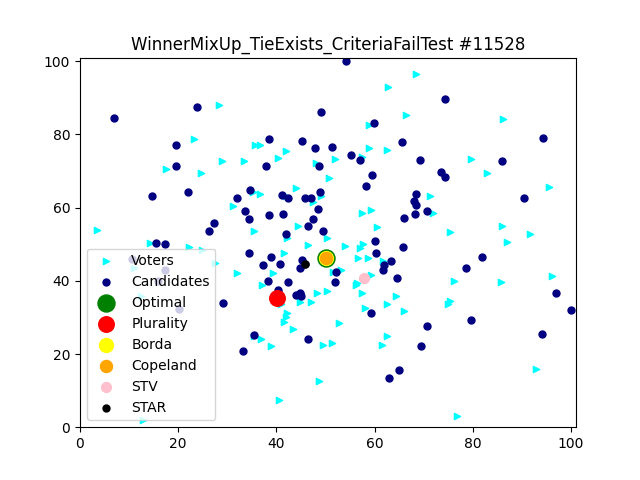 WinnerMixUp_TieExists_CriteriaFailTest #11528
100
80
60
40
20
0
0 20 40 60 80 100
Voters
Candidates
Optimal
Plurality
Borda
Copeland
STV
STAR